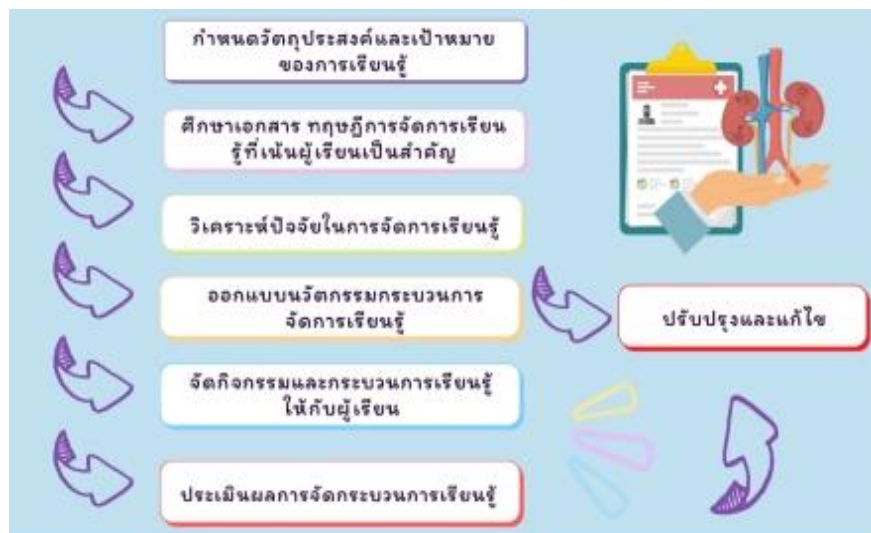 กำหนดวัตถุประสงค์และเป้าหมาย
ของการเรียนรู้
ศึกษาเอกสาร ทฤษฎีการจัดการเรียน
รู้ที่เน้นผู้เรียนเป็นสำคัญ
วิเคราะห์ปัจจัยในการจัดการเรียนรู้
ออกแบบนวัตกรรมกระบวนการ
จัดการเรียนรู้
จัดกิจกรรมและกระบวนการเรียนรู้
ให้กับผู้เรียน
ประเมินผลการจัดกระบวนการเรียนรู้
ปรับปรุงและแก้ไข